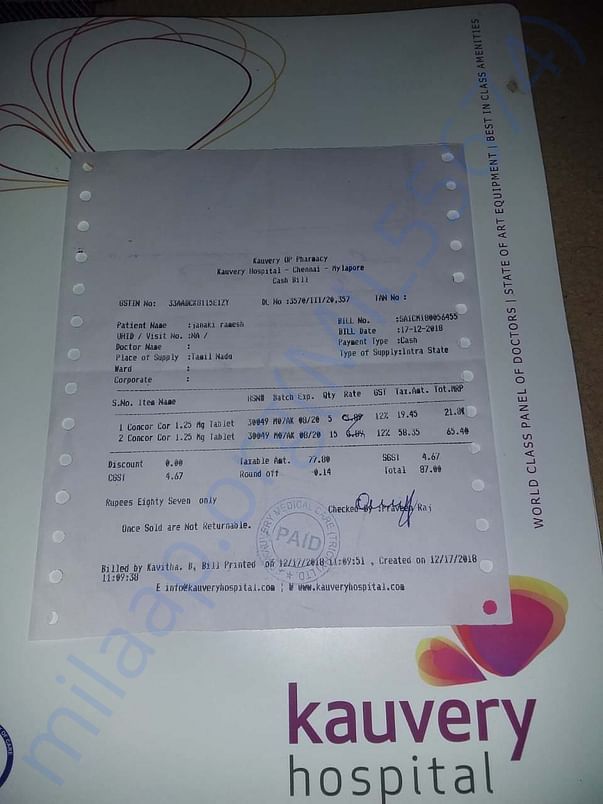 Kauvery OP Pharmacy
Kauvery Hospital - Chennai - Mylapore
Cash Bill
GSTIN No: DL No :3570/III/20,357 TAN No :
Patient Name :janaki ramesh
UHID / Visit No. :NA /
Doctor Name :
Place of Supply :Tamil Nadu
Ward :
Corporate :
BILL No. :SAICM180056455
BILL Date :17-12-2018
Payment Type :Cash
Type of Supply:Intra State
S.No. Item Name HSN# Batch Exp. Qty Rate GST Tax.Amt. Tot.MRP
1 Concor Cor 1.25 Mg Tablet 30049 08/20 5 12% 19.45
2 Concor Cor 1.25 Mg Tablet 30049 08/20 15 12% 58.35 65.40
Discount 0.00 Taxable Amt. 77.80 SGST 4.67
CGST 4.67 Round off -0.14 Total 87.00
Rupees Eighty Seven only
Checked By :Praveen Raj
Once Sold are Not Returnable.
PAID
Billed by Kavitha. B, Bill Printed on 12/17/2018 11:09:51 , Created on 12/17/2018
11:09:38
E info@kauveryhospital.com ; W www.kauveryhospital.com
WORLD CLASS PANEL OF DOCTORS | STATE OF ART EQUIPMENT | BEST IN CLASS AMENITIES
kauvery
hospital